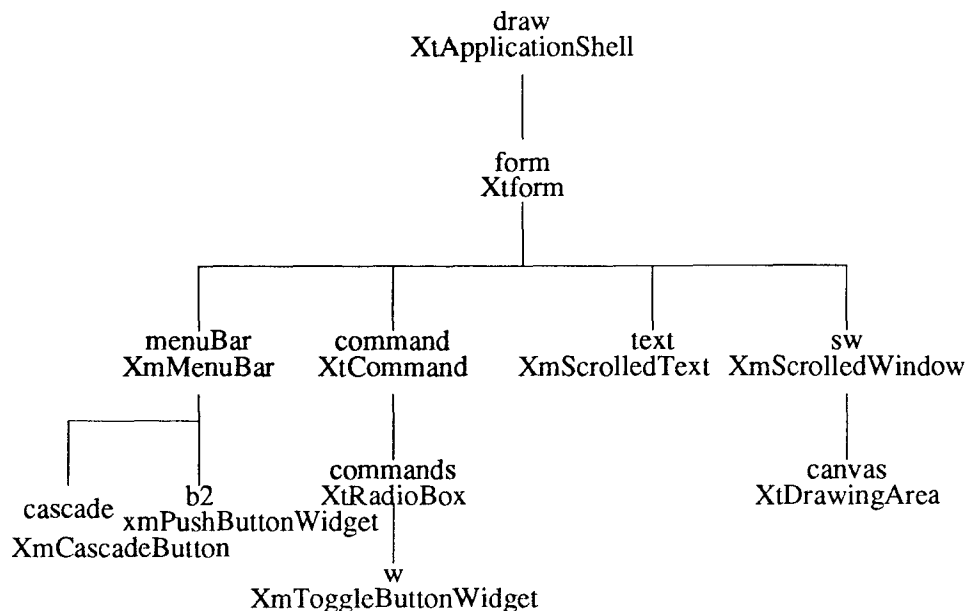 draw
XtApplicationShell
form
Xtform
menuBar
XmMenuBar
command
XtCommand
text
XmScrolledText
sw
XmScrolledWindow
cascade
XmCascadeButton
b2
xmPushButtonWidget
commands
XtRadioBox
canvas
XtDrawingArea
w
XmToggleButtonWidget